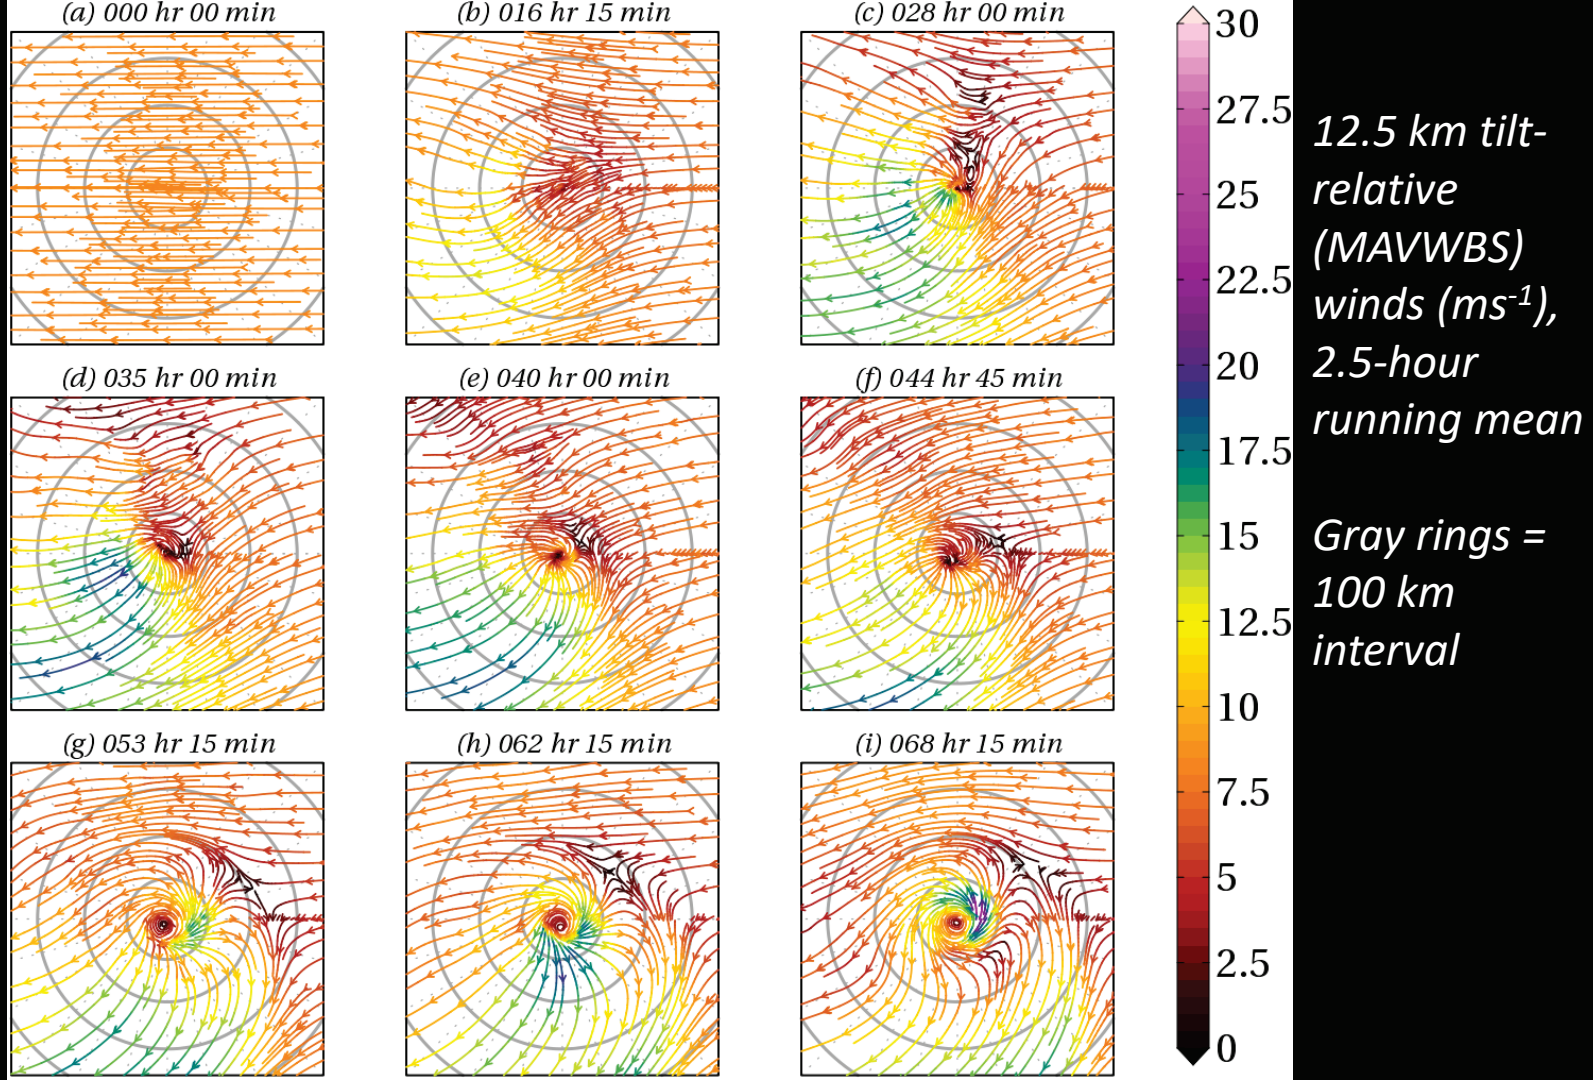 (a) 000 hr 00 min
(b) 016 hr 15 min
(c) 028 hr 00 min
(d) 035 hr 00 min
(e) 040 hr 00 min
(f) 044 hr 45 min
(g) 053 hr 15 min
(h) 062 hr 15 min
(i) 068 hr 15 min
30
27.5
25
22.5
20
17.5
15
12.5
10
7.5
5
2.5
0
12.5 km tilt-
relative
(MAVWBS)
winds (ms⁻¹),
2.5-hour
running mean
Gray rings =
100 km
interval